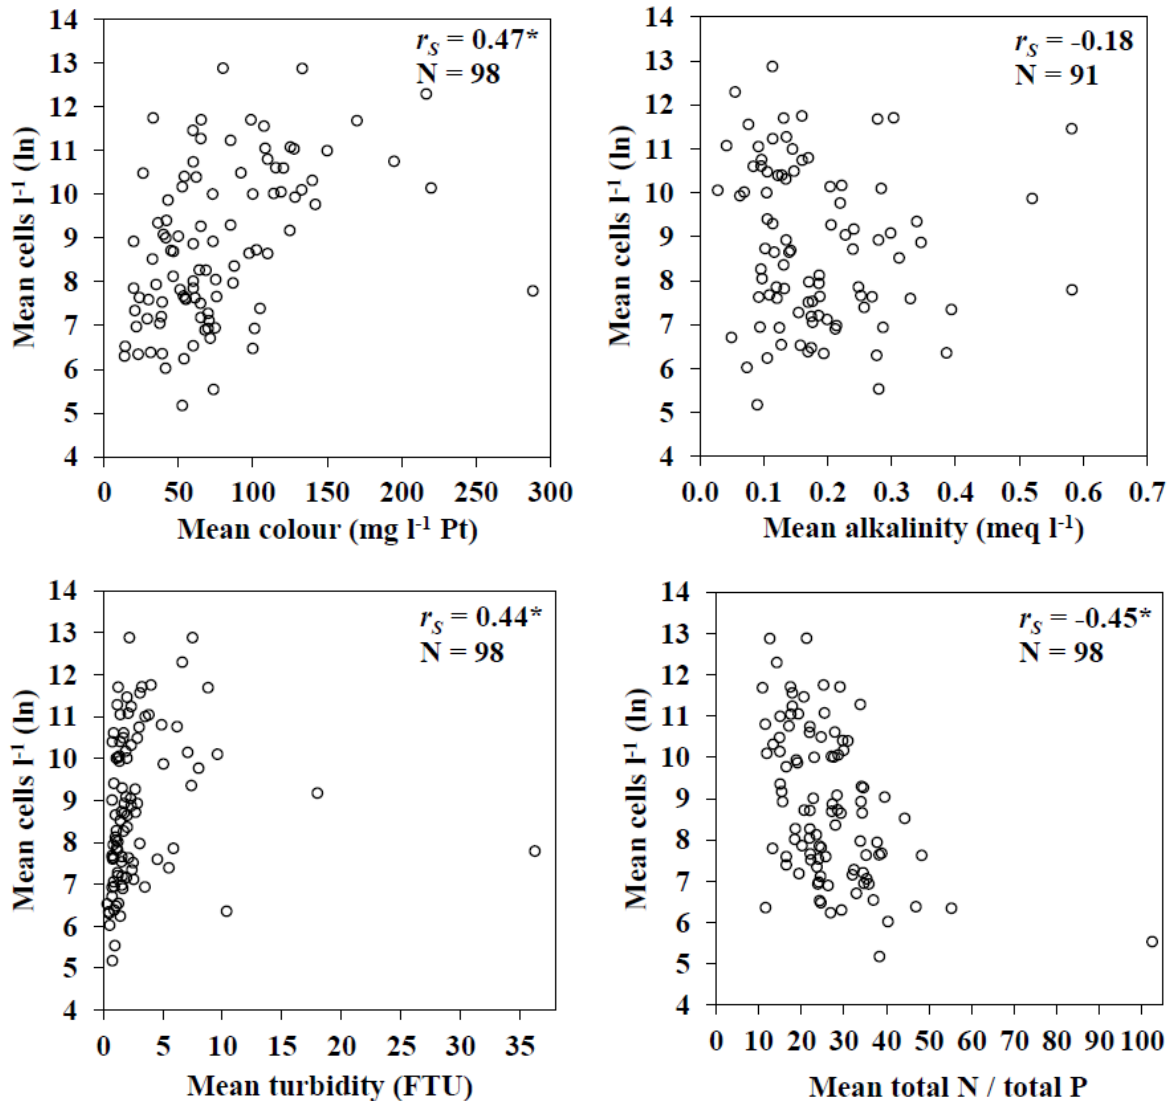 14
13
12
11
10
9
8
7
6
5
4
Mean cells l⁻¹ (ln)
r_S = 0.47*
N = 98
0 50 100 150 200 250 300
Mean colour (mg l⁻¹ Pt)
14
13
12
11
10
9
8
7
6
5
4
Mean cells l⁻¹ (ln)
r_S = -0.18
N = 91
0.0 0.1 0.2 0.3 0.4 0.5 0.6 0.7
Mean alkalinity (meq l⁻¹)
14
13
12
11
10
9
8
7
6
5
4
Mean cells l⁻¹ (ln)
r_S = 0.44*
N = 98
0 5 10 15 20 25 30 35
Mean turbidity (FTU)
14
13
12
11
10
9
8
7
6
5
4
Mean cells l⁻¹ (ln)
r_S = -0.45*
N = 98
0 10 20 30 40 50 60 70 80 100
Mean total N / total P